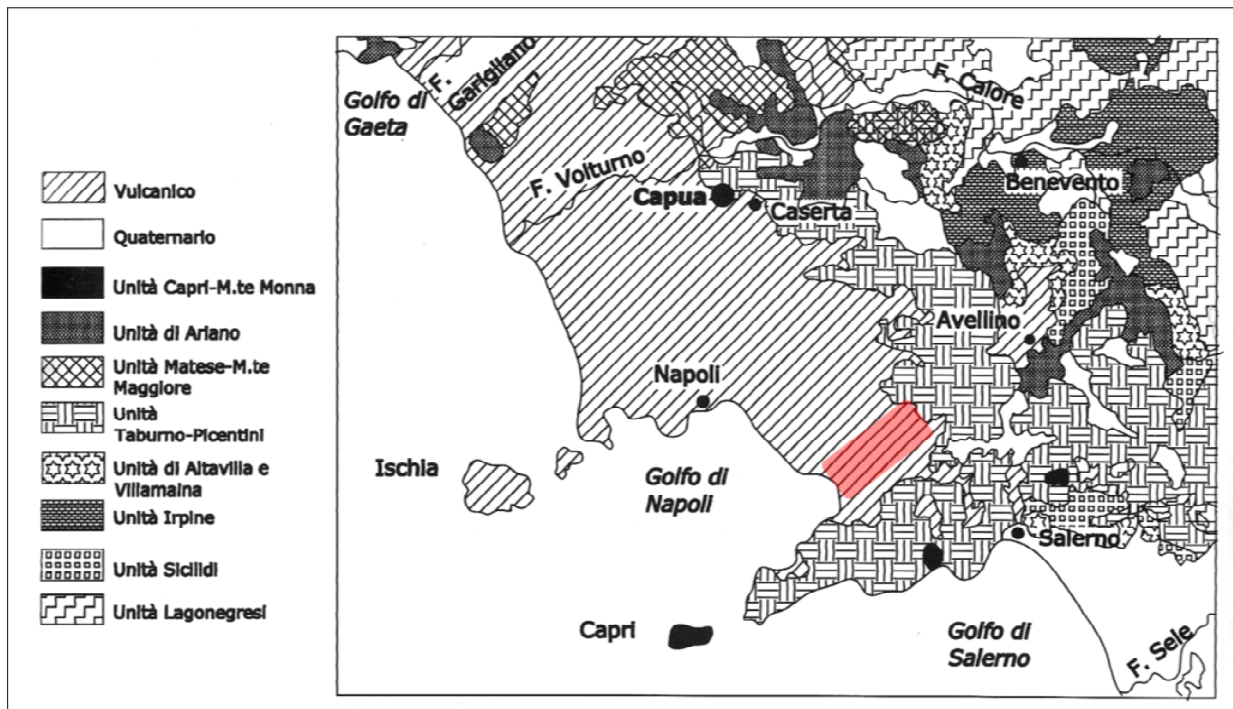 Vulcanico
Quaternario
Unità Capri-M.te Monna
Unità di Ariano
Unità Matese-M.te
Maggiore
Unità
Taburno-Picentini
Unità di Altavilla e
Villamaina
Unità Irpine
Unità Sicilidi
Unità Lagonegresi
Golfo di
Gaeta
F.
Garigliano
F. Calore
F. Volturno
Capua
Caserta
Benevento
Avellino
Napoli
Ischia
Golfo di
Napoli
Salerno
Capri
Golfo di
Salerno
F. Sele